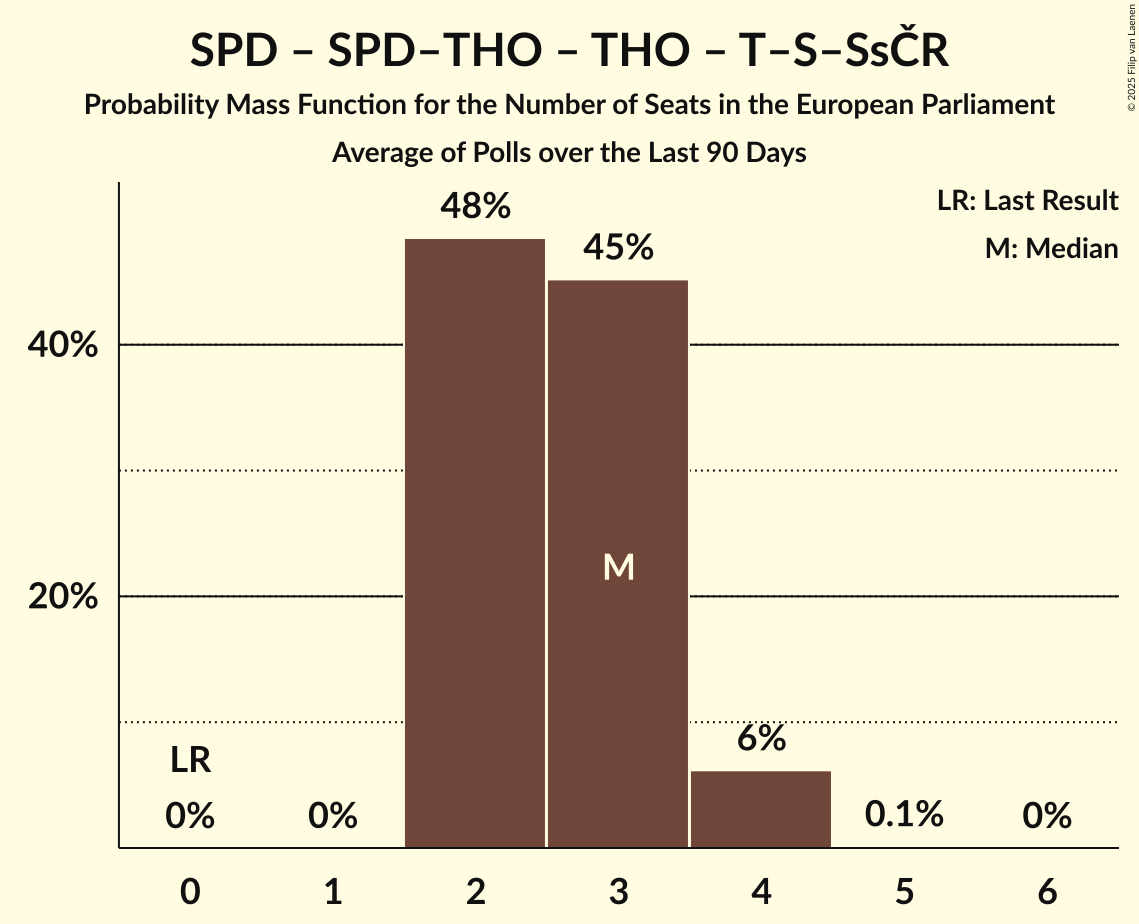 SPD – SPD–THO – THO – T–S–SsČR
Probability Mass Function for the Number of Seats in the European Parliament
Average of Polls over the Last 90 Days
© 2025 Filip van Laenen
LR: Last Result
M: Median
48%
45%
40%
M
20%
6%
LR
0%
0%
0.1%
0%
0
1
2
3
4
5
6